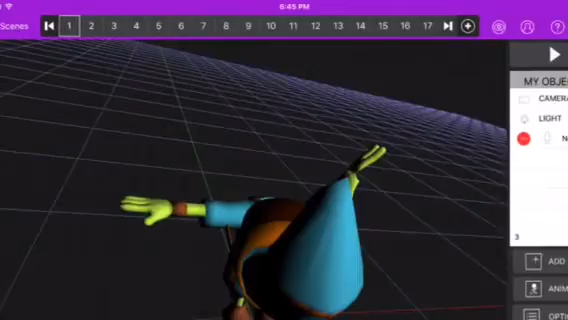 6:45 PM
Scenes 1 2 3 4 5 6 7 8 9 10 11 12 13 14 15 16 17 + ?
MY OBJE
CAMERA
LIGHT
N
3
ADD
ANIM
OPTI